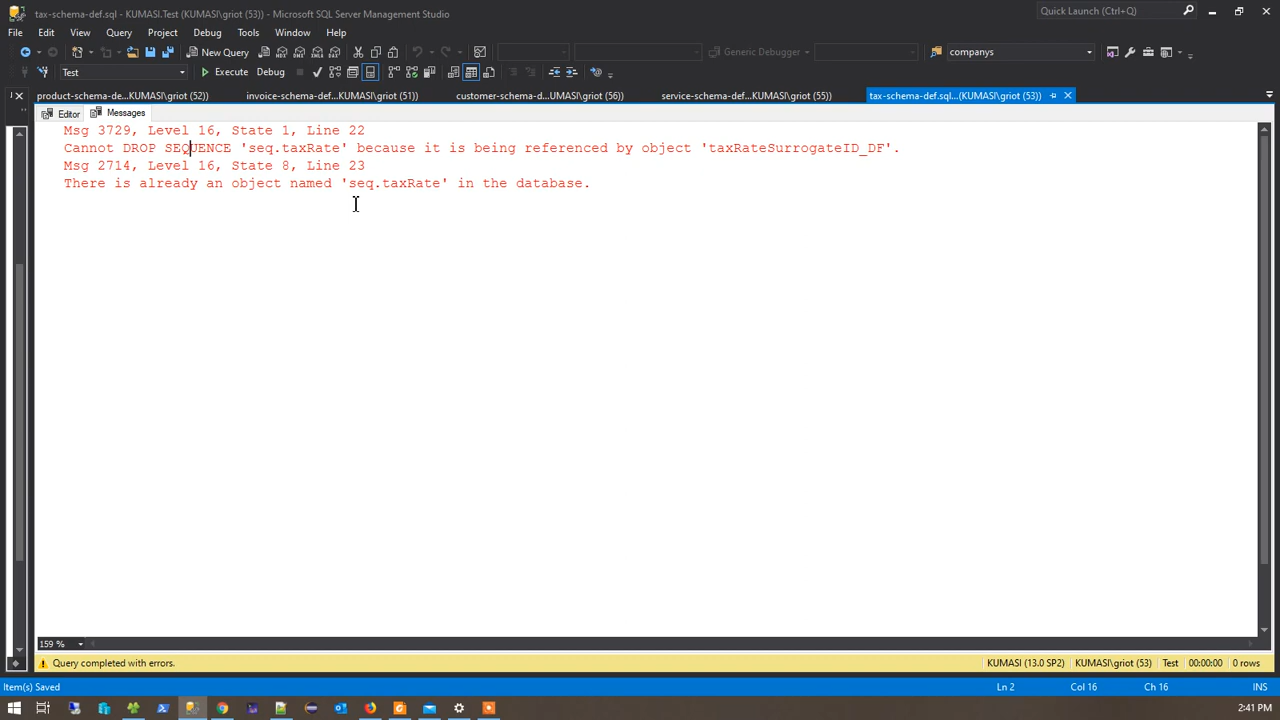 tax-schema-def.sql - KUMASI.Test (KUMASI\griot (53)) - Microsoft SQL Server Management Studio
Quick Launch (Ctrl+Q)
File Edit View Query Project Debug Tools Window Help
New Query
Generic Debugger
companys
Test
Execute Debug
product-schema-de...KUMASI\griot (52))
invoice-schema-def...KUMASI\griot (51))
customer-schema-d...UMASI\griot (56))
service-schema-def...KUMASI\griot (55))
tax-schema-def.sql...(KUMASI\griot (53))
Editor Messages
Msg 3729, Level 16, State 1, Line 22
Cannot DROP SEQUENCE 'seq.taxRate' because it is being referenced by object 'taxRateSurrogateID_DF'.
Msg 2714, Level 16, State 8, Line 23
There is already an object named 'seq.taxRate' in the database.
159 %
Query completed with errors.
KUMASI (13.0 SP2) KUMASI\griot (53) Test 00:00:00 0 rows
Item(s) Saved
Ln 2 Col 16 Ch 16 INS
2:41 PM